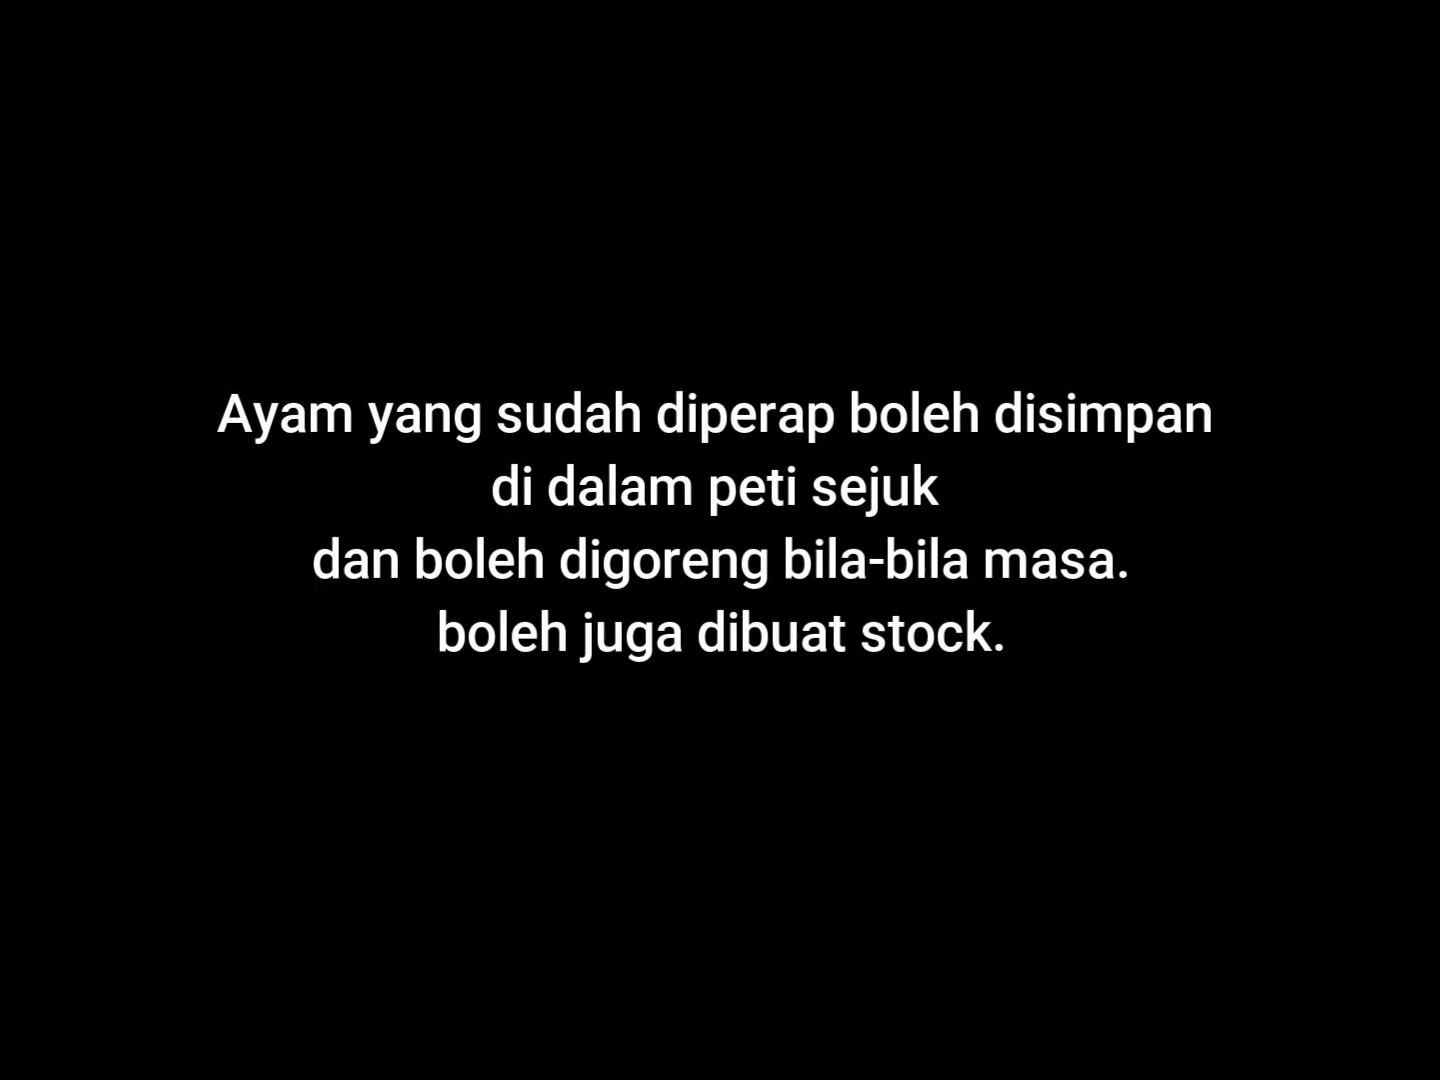 Ayam yang sudah diperap boleh disimpan
di dalam peti sejuk
dan boleh digoreng bila-bila masa.
boleh juga dibuat stock.